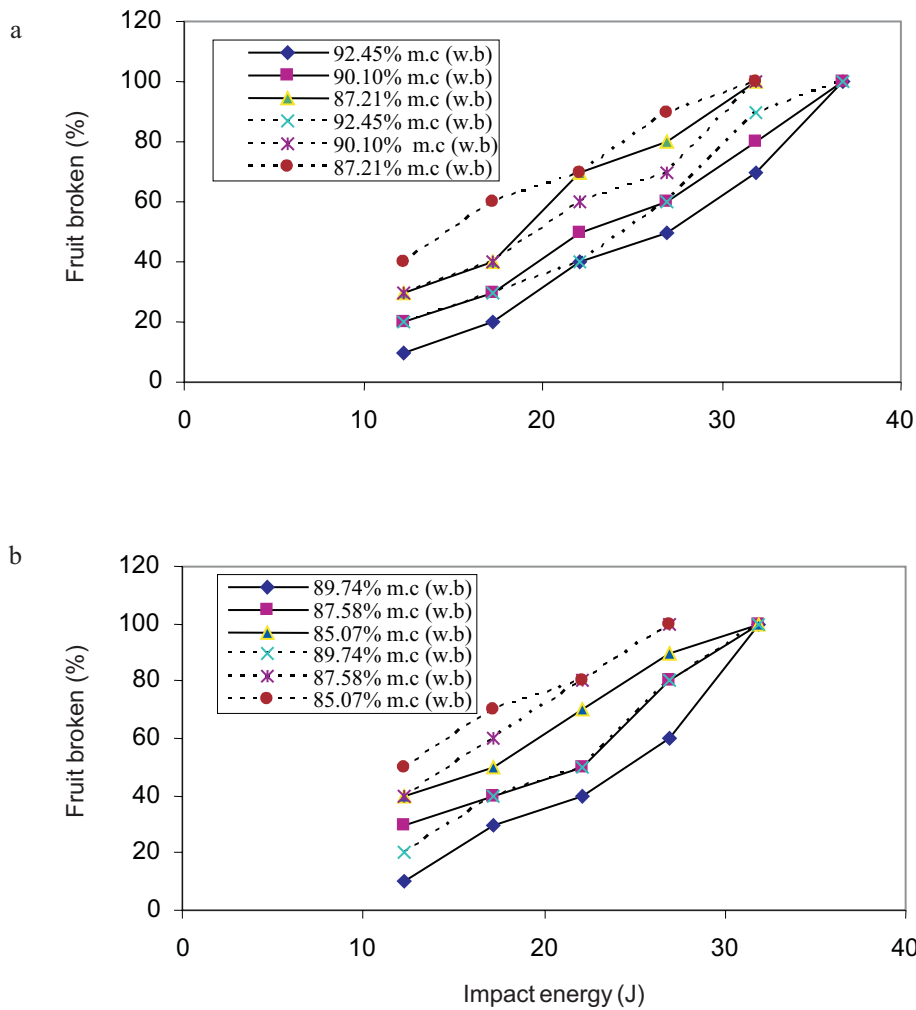 a
120
100
80
60
40
20
0
Fruit broken (%)
92.45% m.c (w.b)
90.10% m.c (w.b)
87.21% m.c (w.b)
92.45% m.c (w.b)
90.10% m.c (w.b)
87.21% m.c (w.b)
0 10 20 30 40
b
120
100
80
60
40
20
0
Fruit broken (%)
89.74% m.c (w.b)
87.58% m.c (w.b)
85.07% m.c (w.b)
89.74% m.c (w.b)
87.58% m.c (w.b)
85.07% m.c (w.b)
0 10 20 30 40
Impact energy (J)